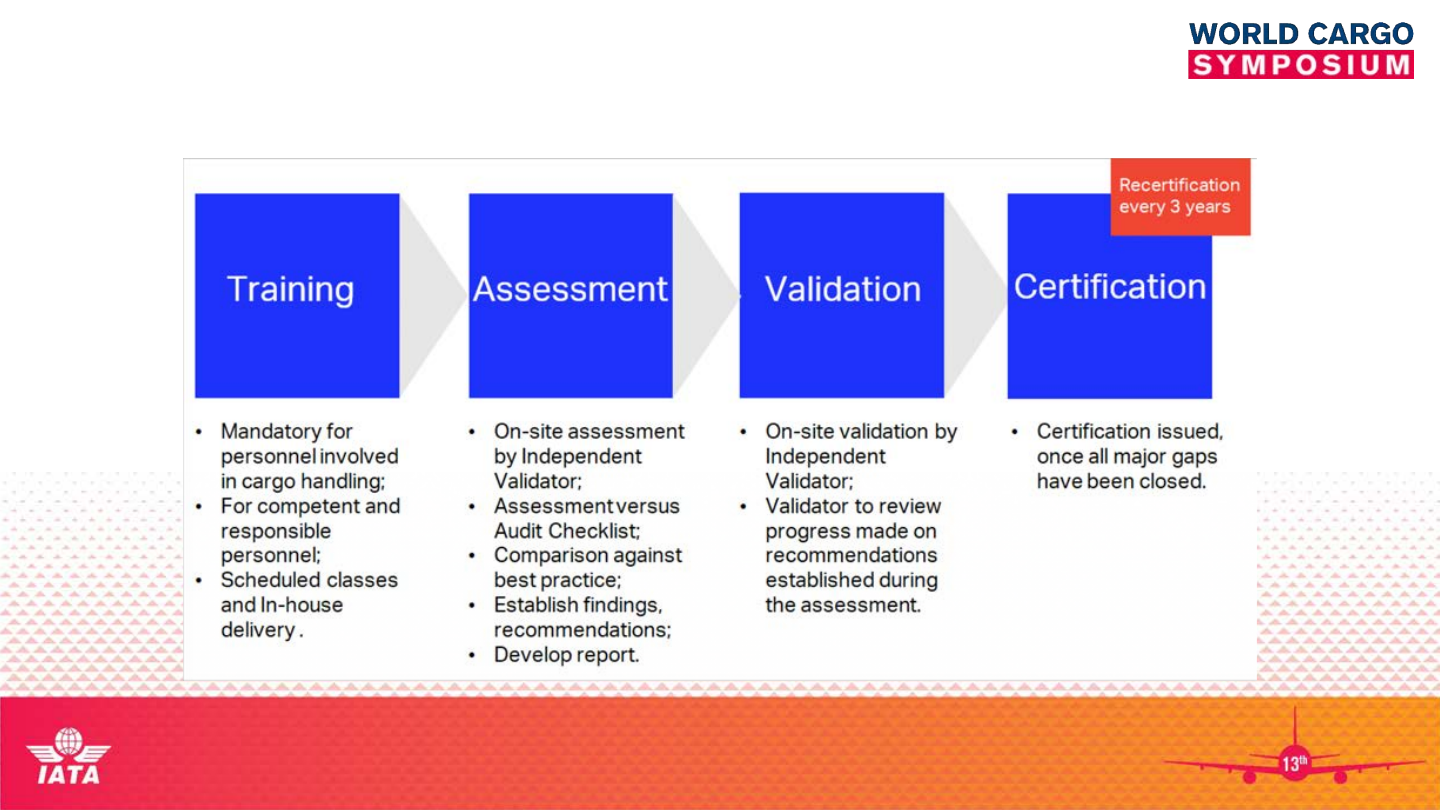 WORLD CARGO
SYMPOSIUM
Recertification
every 3 years
Training
Assessment
Validation
Certification
• Mandatory for
personnel involved
in cargo handling;
• For competent and
responsible
personnel;
• Scheduled classes
and In-house
delivery .
• On-site assessment
by Independent
Validator;
• Assessment versus
Audit Checklist;
• Comparison against
best practice;
• Establish findings,
recommendations;
• Develop report.
• On-site validation by
Independent
Validator;
• Validator to review
progress made on
recommendations
established during
the assessment.
• Certification issued,
once all major gaps
have been closed.
IATA
13th